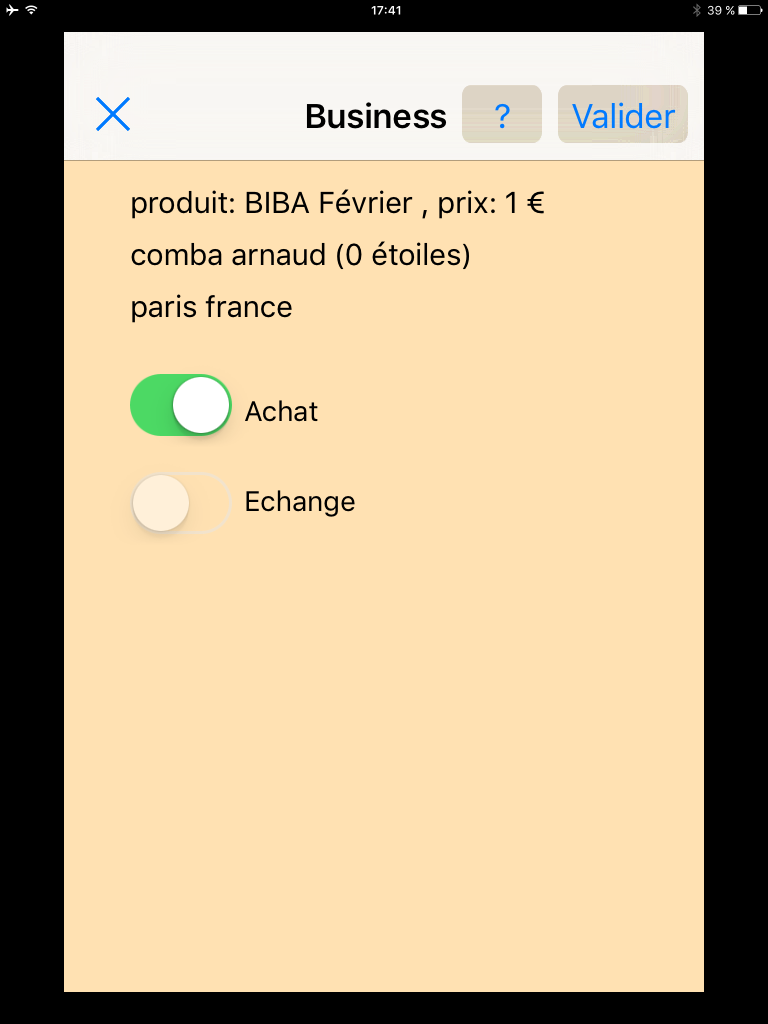 17:41
39 %
Business
?
Valider
produit: BIBA Février , prix: 1 €
comba arnaud (0 étoiles)
paris france
Achat
Echange